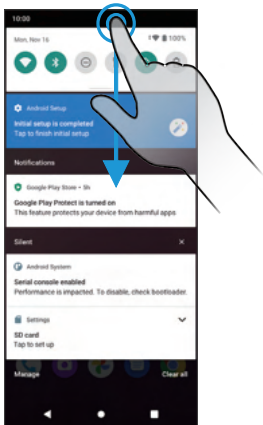 10:00
Mon, Nov 16
100%
Android Setup
Initial setup is completed
Tap to finish initial setup
Notifications
Google Play Store • 5h
Google Play Protect is turned on
This feature protects your device from harmful apps
Silent
Android System
Serial console enabled
Performance is impacted. To disable, check bootloader.
Settings
SD card
Tap to set up
Manage
Clear all